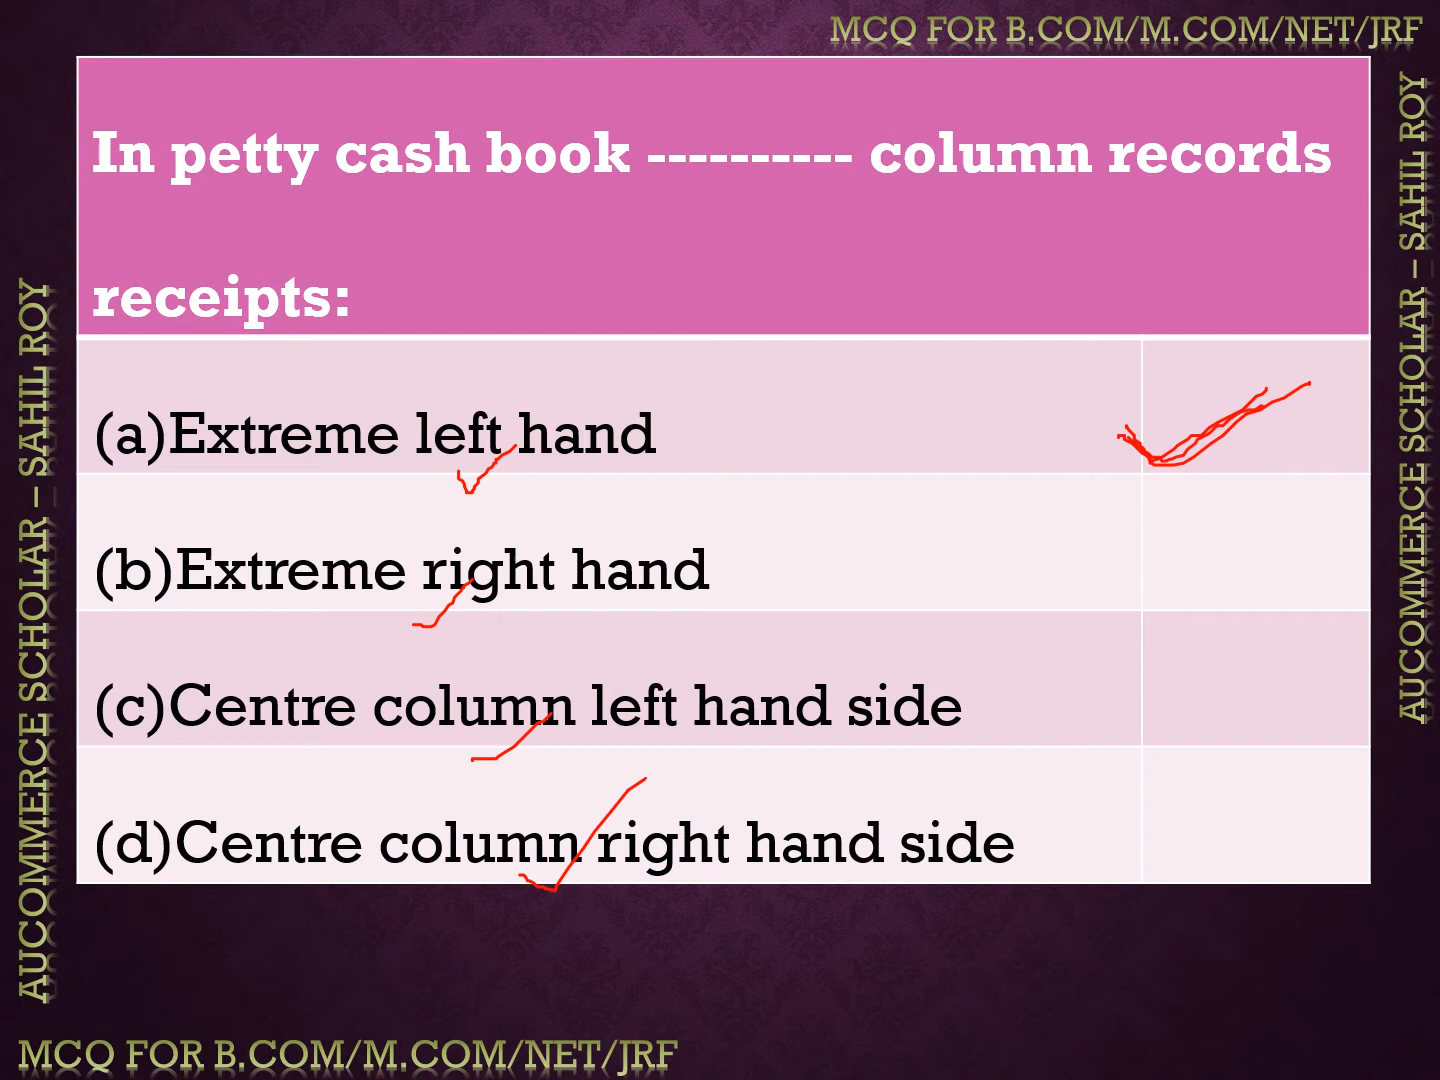 MCQ FOR B.COM/M.COM/NET/JRF
In petty cash book ---------- column records
receipts:
(a)Extreme left hand
(b)Extreme right hand
(c)Centre column left hand side
(d)Centre column right hand side
AUCOMMERCE SCHOLAR – SAHIL ROY
AUCOMMERCE SCHOLAR – SAHIL ROY
MCQ FOR B.COM/M.COM/NET/JRF